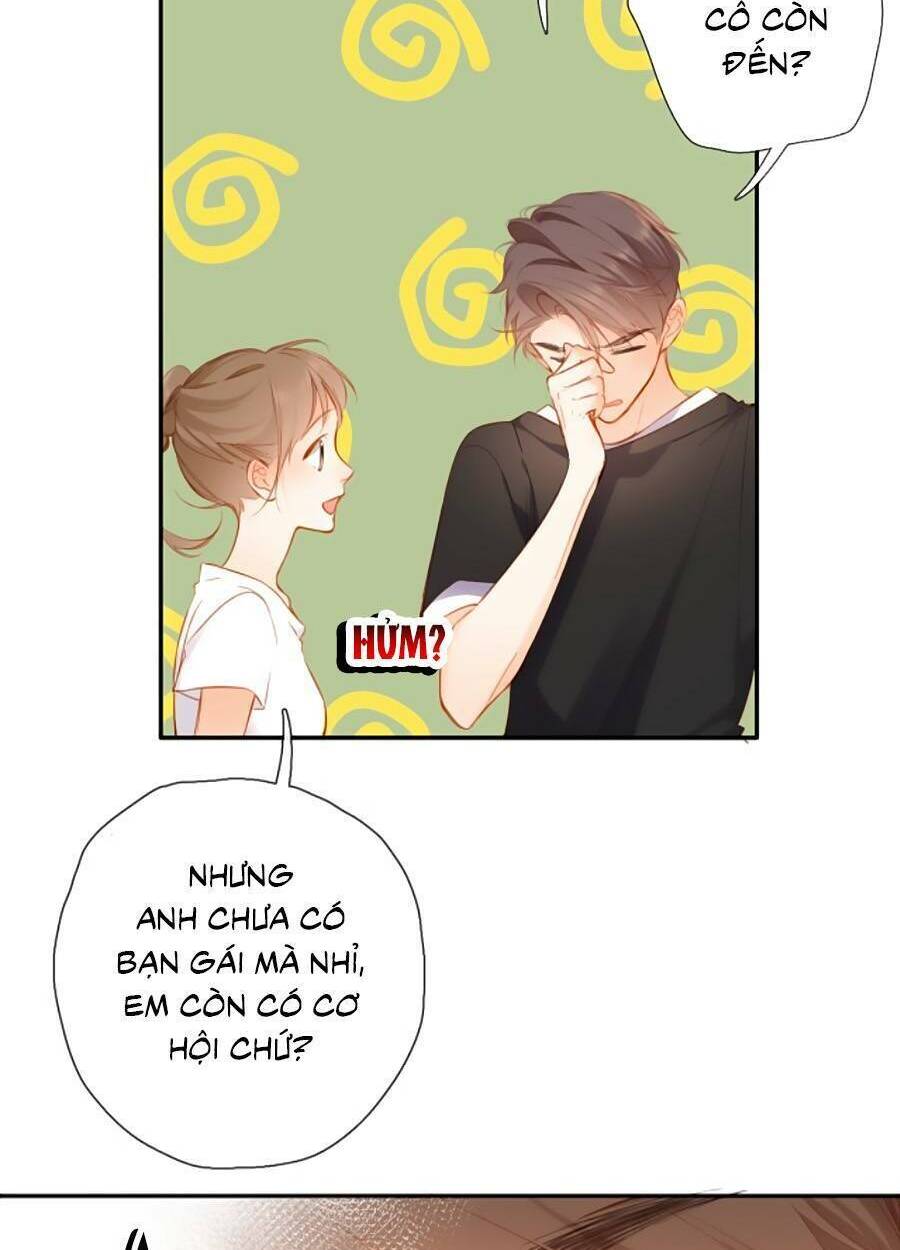 CÔ CÒN
ĐẾN?
HỬM?
NHƯNG
ANH CHƯA CÓ
BẠN GÁI MÀ NHỈ,
EM CÒN CÓ CƠ
HỘI CHỨ?